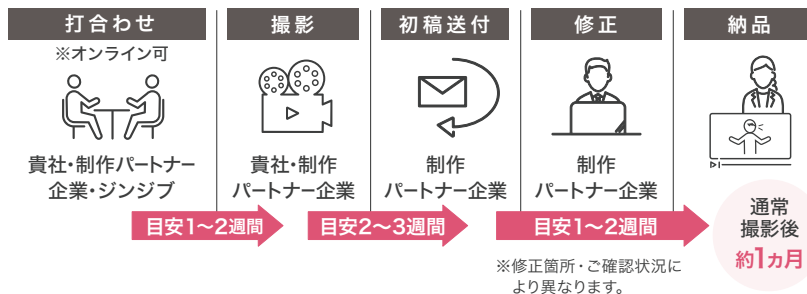 打合わせ
※オンライン可
貴社・制作パートナー
企業・ジンジブ
撮影
貴社・制作
パートナー企業
初稿送付
制作
パートナー企業
修正
制作
パートナー企業
納品
目安1〜2週間
目安2〜3週間
目安1〜2週間
通常
撮影後
約1ヵ月
※修正箇所・ご確認状況に
より異なります。